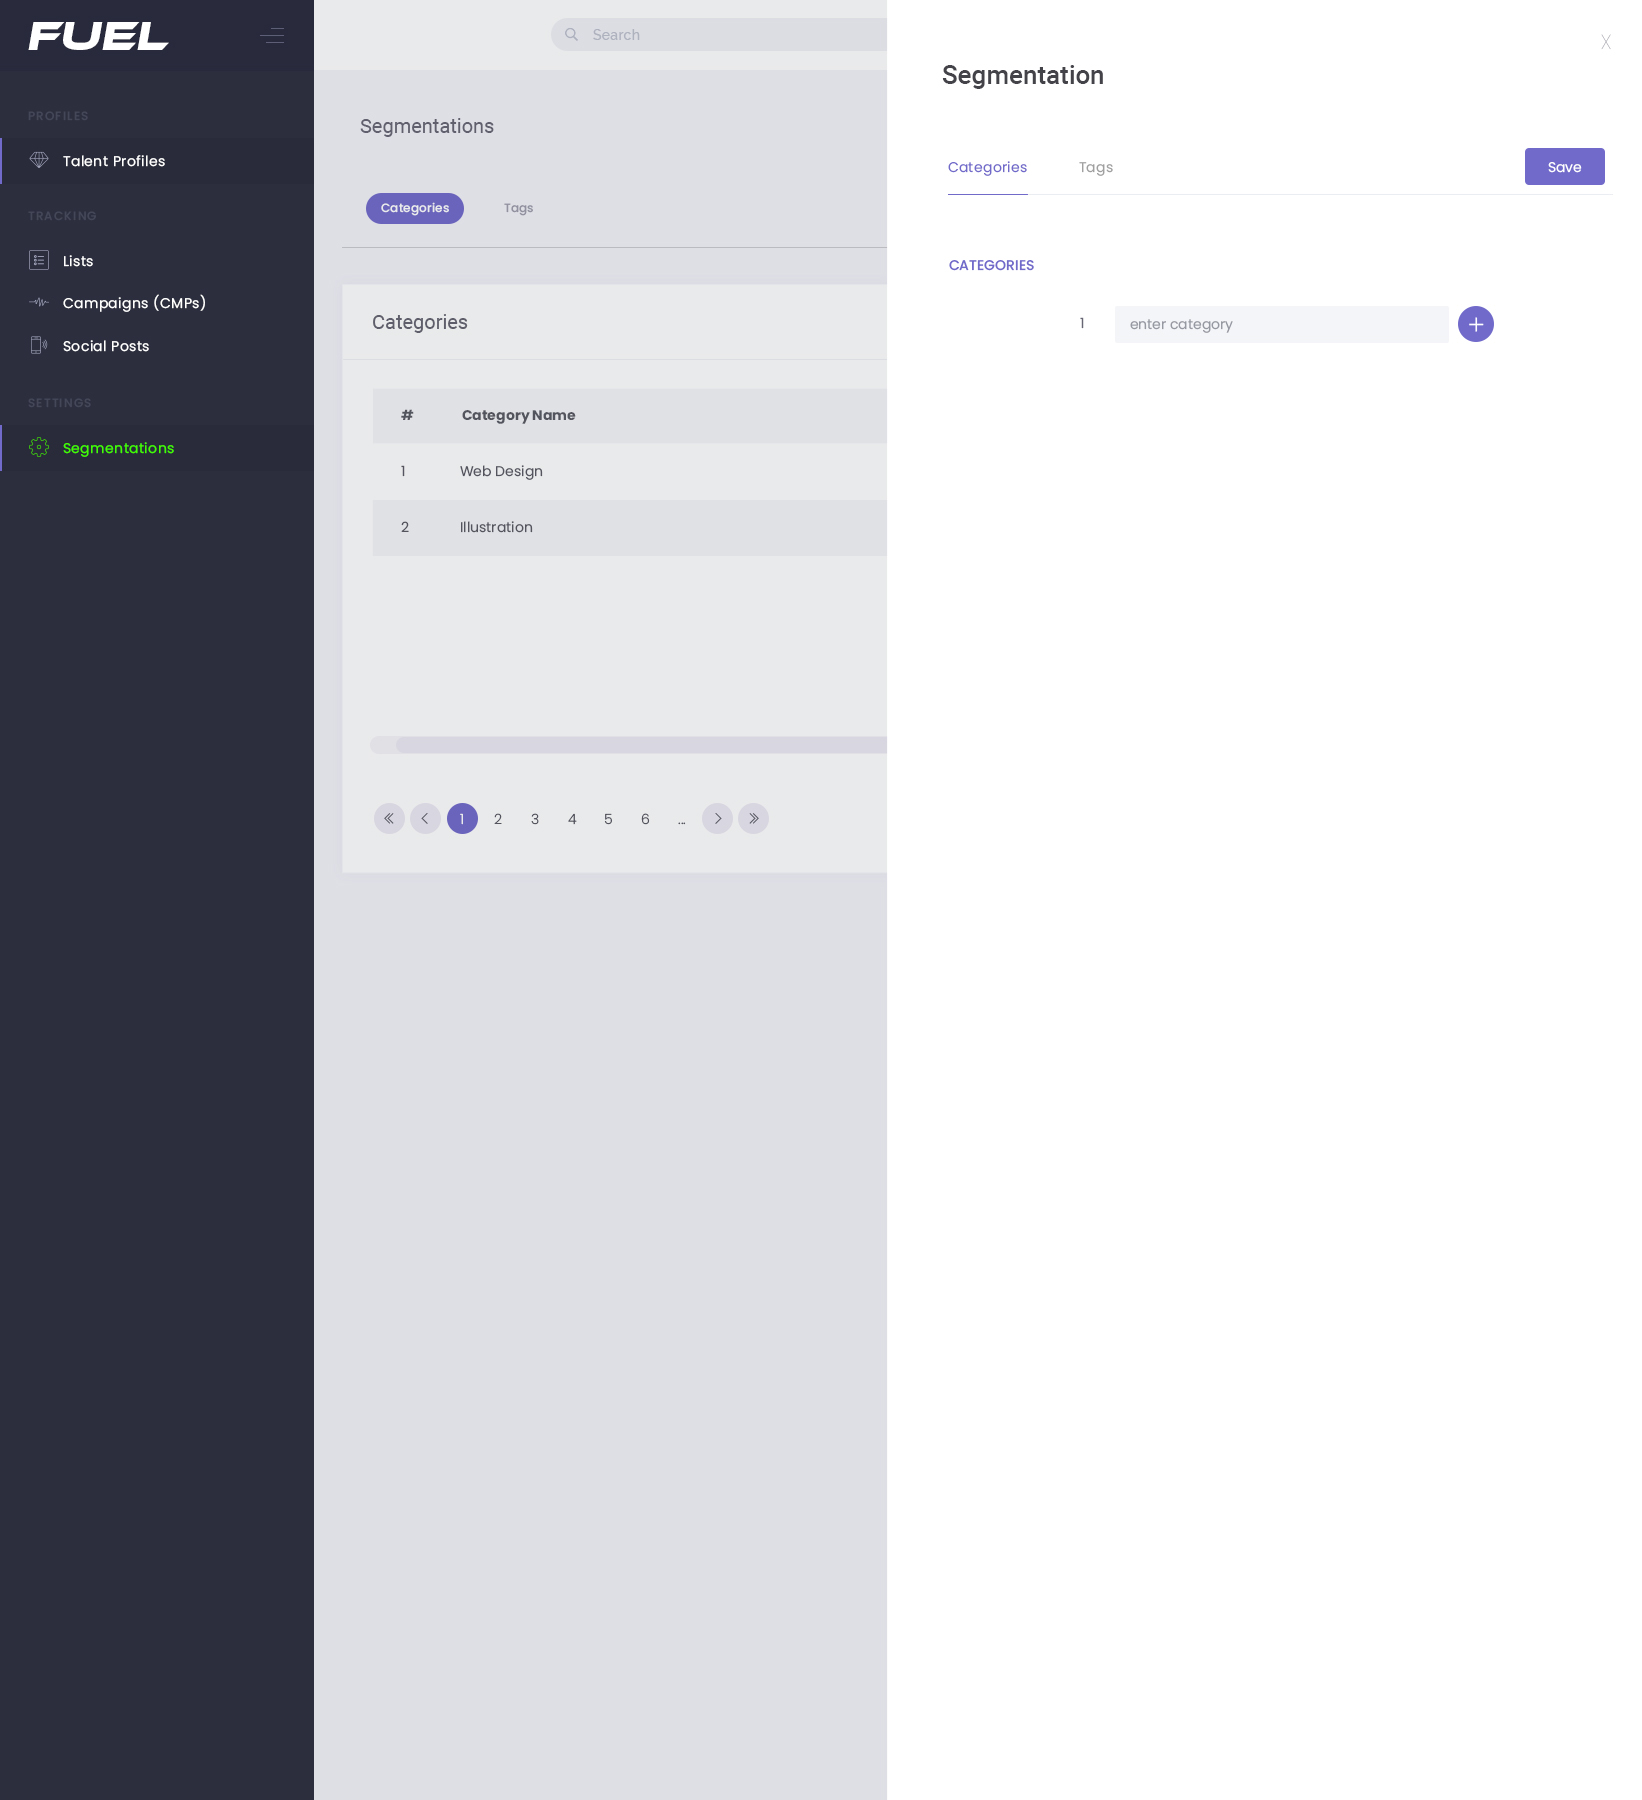 FUEL
PROFILES
Talent Profiles
TRACKING
Lists
Campaigns (CMPs)
Social Posts
SETTINGS
Segmentations
Search
Segmentations
Categories Tags
Categories
# Category Name
1 Web Design
2 Illustration
1 2 3 4 5 6 ...
X
Segmentation
Categories Tags Save
CATEGORIES
1 enter category